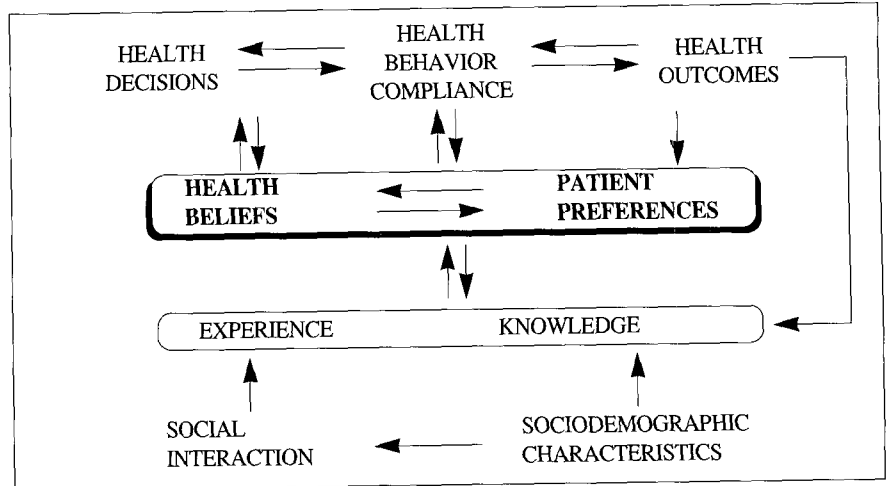 HEALTH
DECISIONS
HEALTH
BEHAVIOR
COMPLIANCE
HEALTH
OUTCOMES
HEALTH
BELIEFS
PATIENT
PREFERENCES
EXPERIENCE
KNOWLEDGE
SOCIAL
INTERACTION
SOCIODEMOGRAPHIC
CHARACTERISTICS